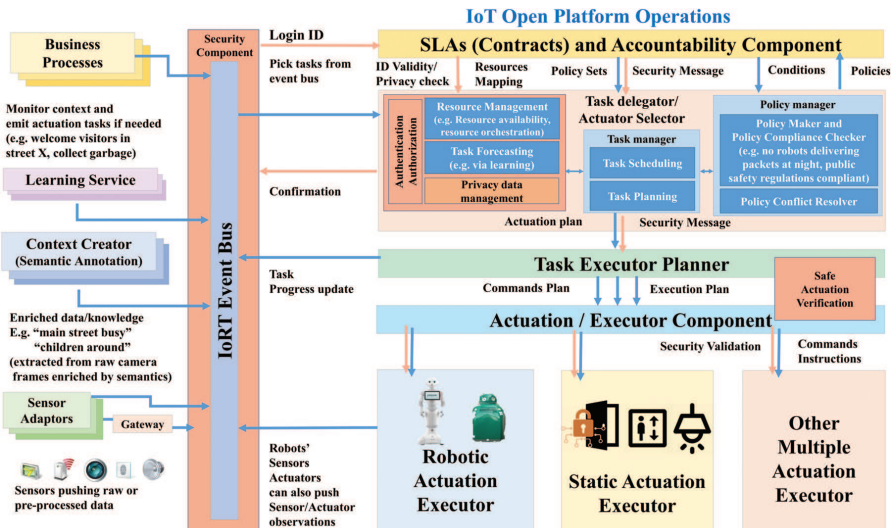 IoT Open Platform Operations
Security
Component
Login ID
SLAs (Contracts) and Accountability Component
Business
Processes
Pick tasks from
event bus
ID Validity/
Privacy check
Resources
Mapping
Policy Sets
Security Message
Conditions
Policies
Monitor context and
emit actuation tasks if needed
(e.g. welcome visitors in
street X, collect garbage)
Learning Service
Context Creator
(Semantic Annotation)
Enriched data/knowledge
E.g. “main street busy”
“children around”
(extracted from raw camera
frames enriched by semantics)
Sensor
Adaptors
Gateway
Sensors pushing raw or
pre-processed data
IoRT Event Bus
Confirmation
Authentication
Authorization
Resource Management
(e.g. Resource availability,
resource orchestration)
Task Forecasting
(e.g. via learning)
Privacy data
management
Task delegator/
Actuator Selector
Task manager
Task Scheduling
Task Planning
Policy manager
Policy Maker and
Policy Compliance Checker
(e.g. no robots delivering
packets at night, public
safety regulations compliant)
Policy Conflict Resolver
Actuation plan
Security Message
Task
Progress update
Task Executor Planner
Commands Plan
Execution Plan
Safe
Actuation
Verification
Actuation / Executor Component
Security Validation
Commands
Instructions
Robots’
Sensors
Actuators
can also push
Sensor/Actuator
observations
Robotic
Actuation
Executor
Static Actuation
Executor
Other
Multiple
Actuation
Executor